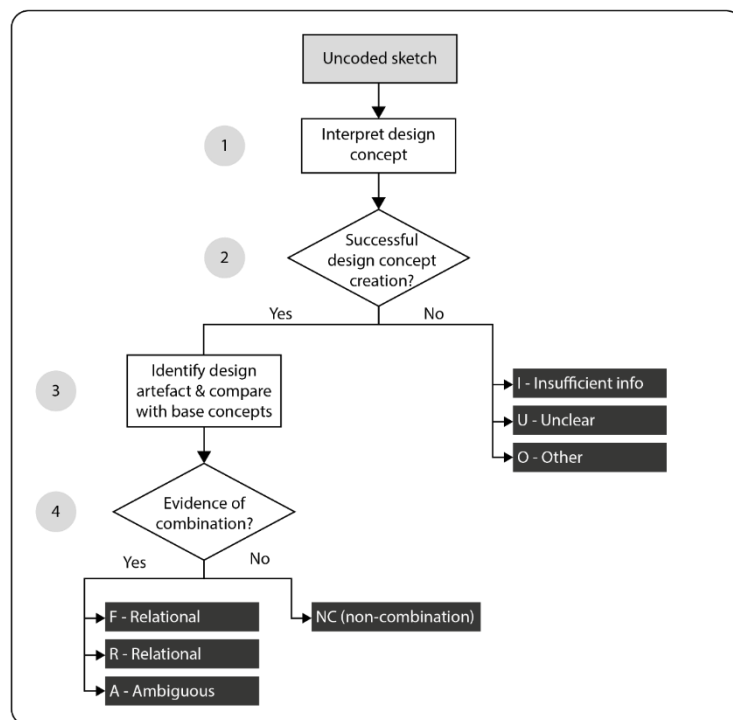 Uncoded sketch
1
Interpret design
concept
2
Successful
design concept
creation?
Yes
No
3
Identify design
artefact & compare
with base concepts
I - Insufficient info
U - Unclear
O - Other
4
Evidence of
combination?
Yes
No
F - Relational
NC (non-combination)
R - Relational
A - Ambiguous